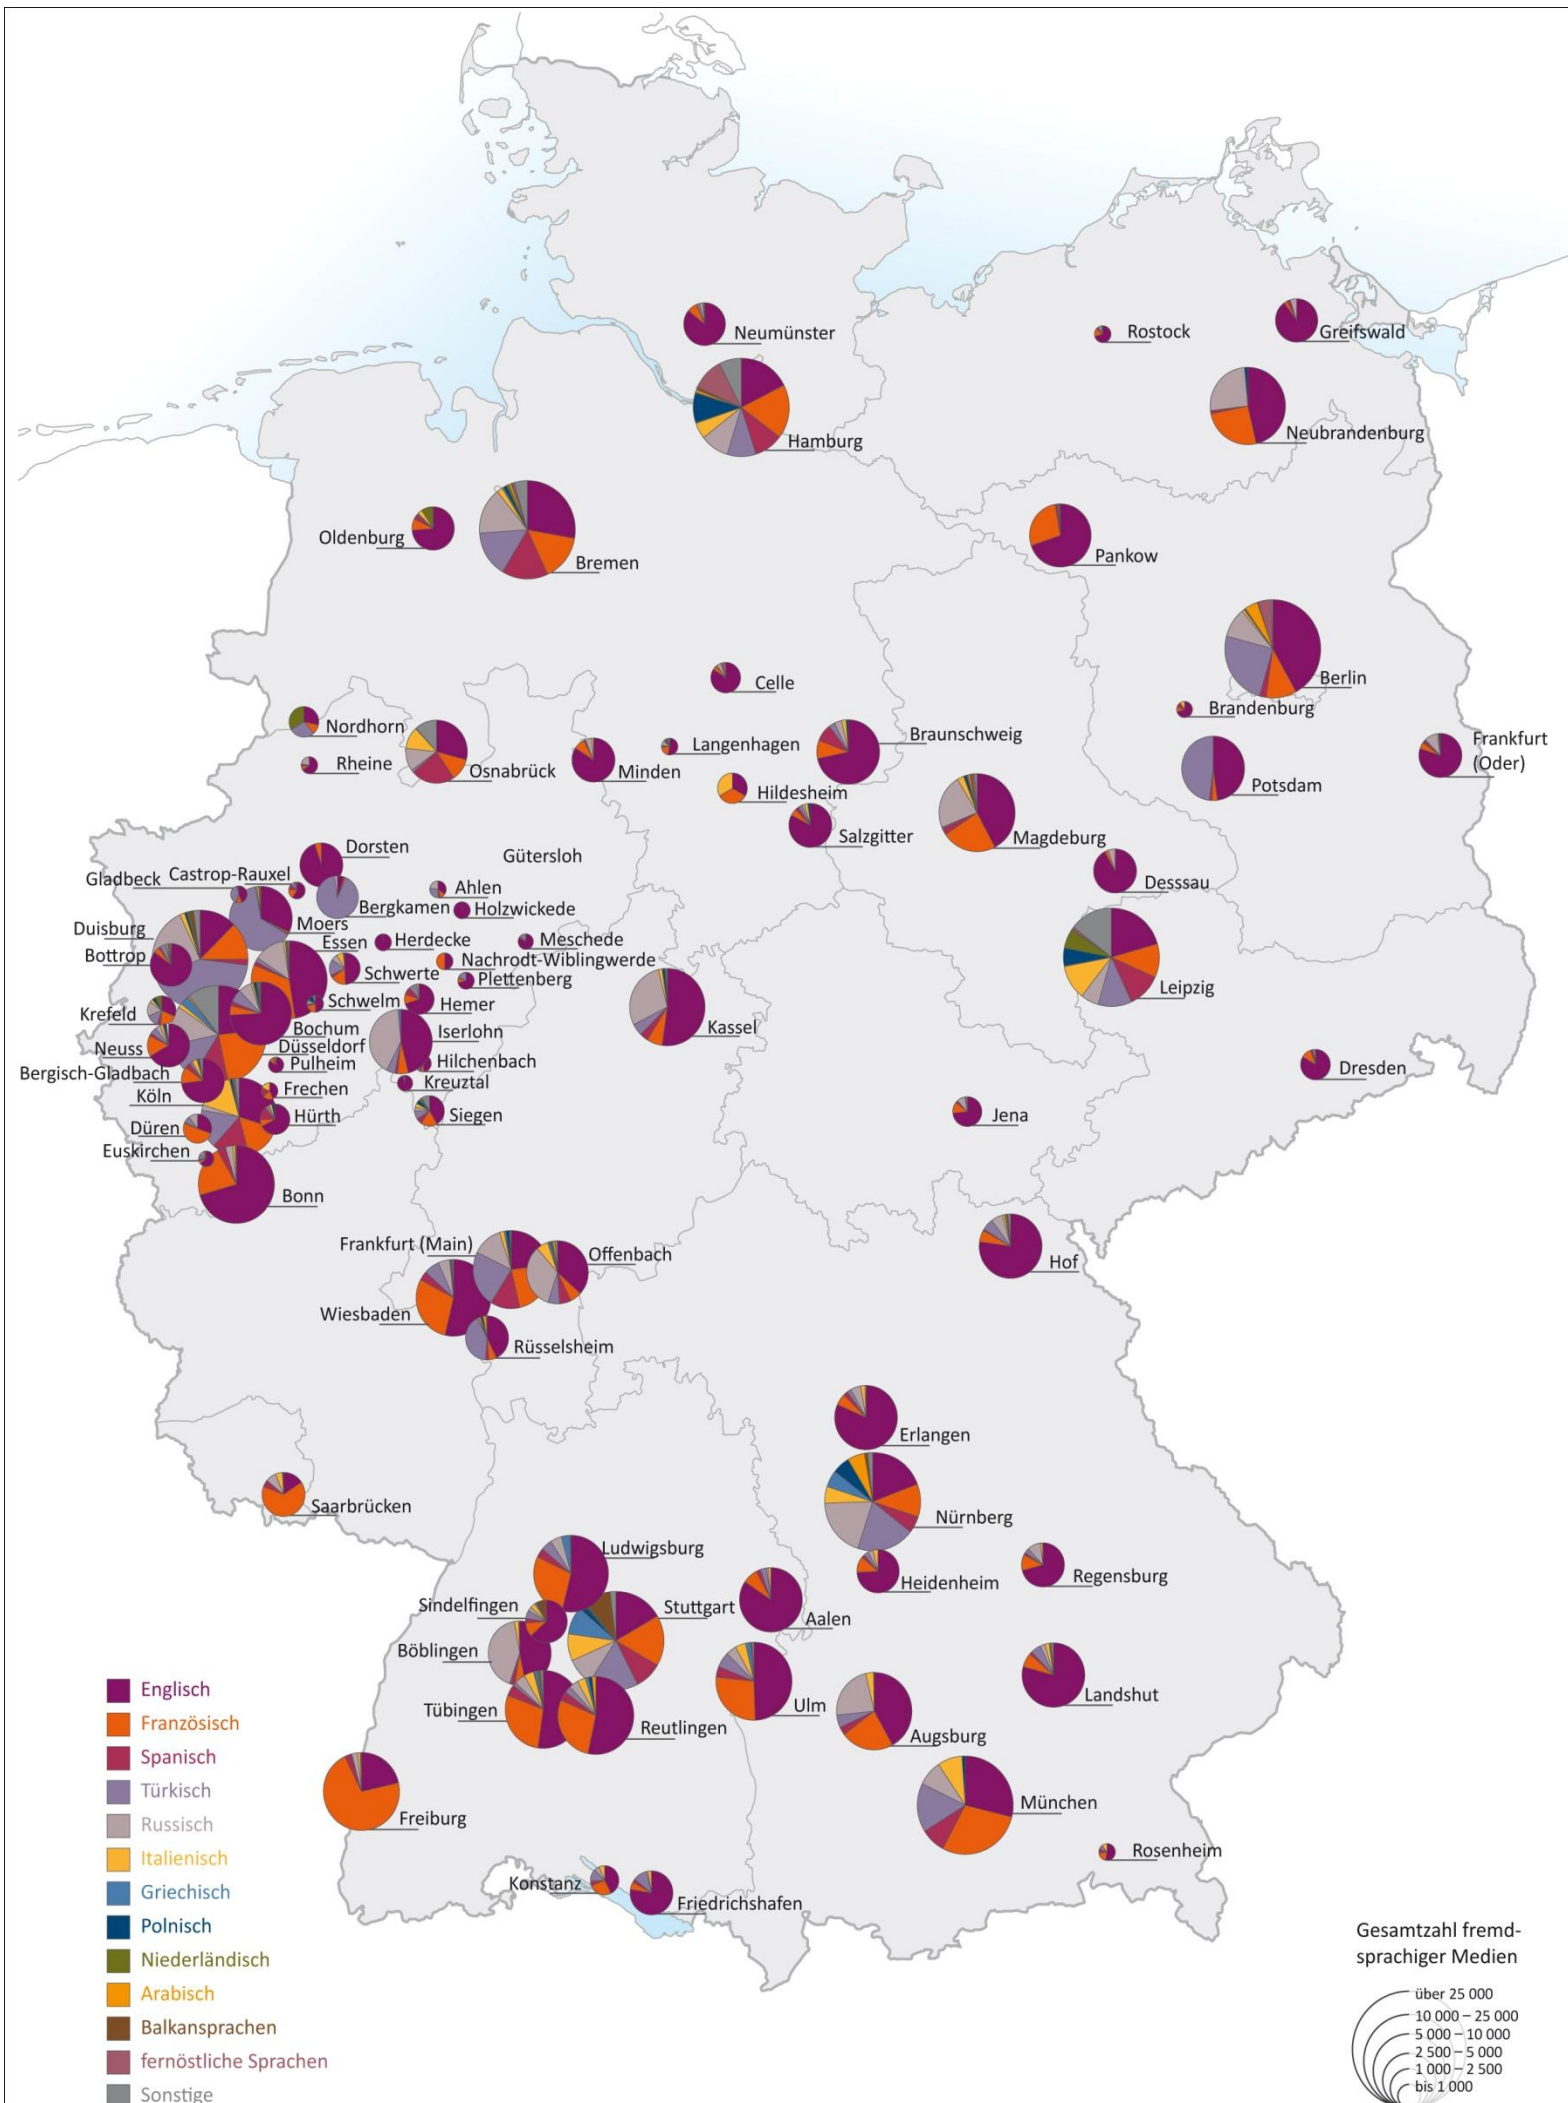 Neumünster
Rostock
Greifswald
Hamburg
Neubrandenburg
Oldenburg
Bremen
Pankow
Berlin
Celle
Brandenburg
Nordhorn
Osnabrück
Rheine
Minden
Langenhagen
Braunschweig
Frankfurt
(Oder)
Hildesheim
Potsdam
Salzgitter
Magdeburg
Dorsten
Gütersloh
Gladbeck
Castrop-Rauxel
Ahlen
Desssau
Bergkamen
Holzwickede
Duisburg
Moers
Essen
Herdecke
Meschede
Bottrop
Nachrodt-Wiblingwerde
Schwerte
Plettenberg
Leipzig
Krefeld
Schwelm
Hemer
Bochum
Iserlohn
Kassel
Neuss
Düsseldorf
Pulheim
Hilchenbach
Bergisch-Gladbach
Kreuztal
Dresden
Köln
Frechen
Hürth
Siegen
Jena
Düren
Euskirchen
Bonn
Frankfurt (Main)
Offenbach
Hof
Wiesbaden
Rüsselsheim
Erlangen
Saarbrücken
Nürnberg
Ludwigsburg
Heidenheim
Regensburg
Sindelfingen
Stuttgart
Aalen
Böblingen
Landshut
Tübingen
Reutlingen
Ulm
Augsburg
Freiburg
München
Rosenheim
Konstanz
Friedrichshafen
Englisch
Französisch
Spanisch
Türkisch
Russisch
Italienisch
Griechisch
Polnisch
Niederländisch
Arabisch
Balkansprachen
fernöstliche Sprachen
Sonstige
Gesamtzahl fremd-
sprachiger Medien
über 25 000
10 000 – 25 000
5 000 – 10 000
2 500 – 5 000
1 000 – 2 500
bis 1 000